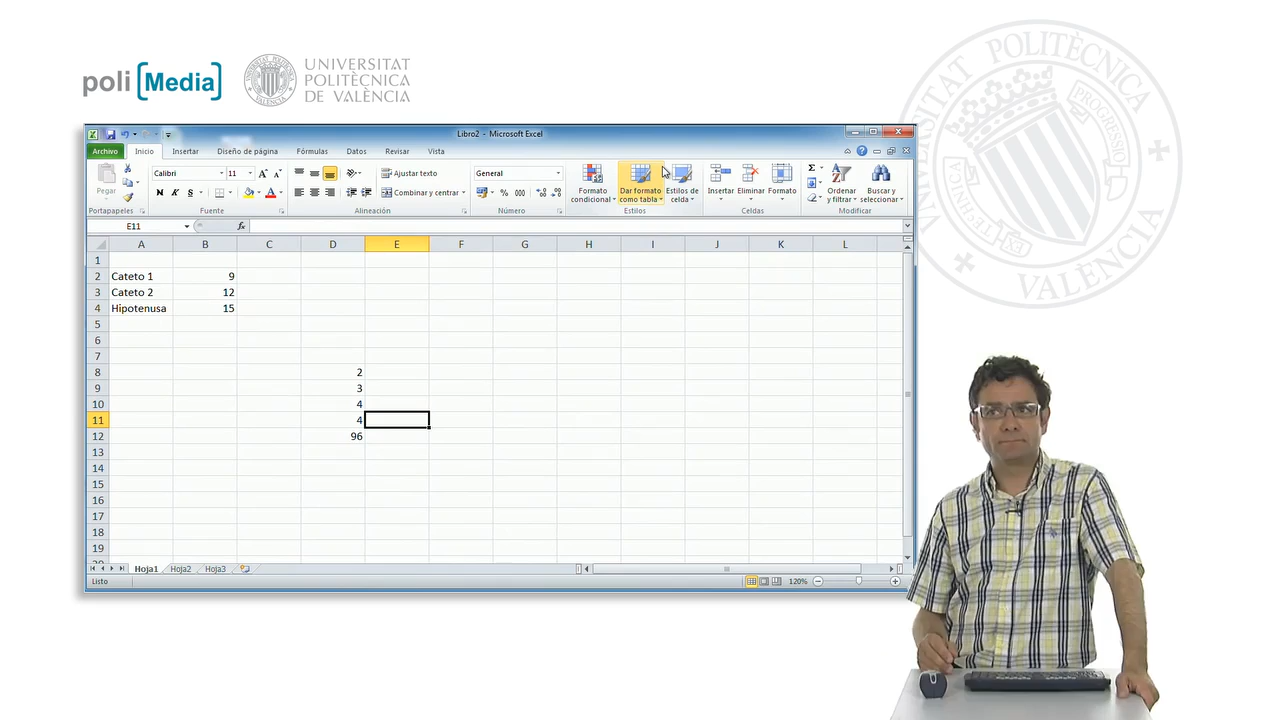 poli [Media]
UNIVERSITAT
POLITÈCNICA
DE VALÈNCIA
UNIVERSITAT POLITÈCNICA
DE VALÈNCIA
Libro2 - Microsoft Excel
Archivo Inicio Insertar Diseño de página Fórmulas Datos Revisar Vista
Pegar
Calibri 11
N K S
Ajustar texto
Combinar y centrar
General
% 000
Formato condicional
Dar formato como tabla
Estilos de celda
Insertar Eliminar Formato
Ordenar y filtrar
Buscar y seleccionar
Portapapeles Fuente Alineación Número Estilos Celdas Modificar
E11 fx
A B C D E F G H I J K L
1
2 Cateto 1 9
3 Cateto 2 12
4 Hipotenusa 15
5
6
7
8 2
9 3
10 4
11 4
12 96
13
14
15
16
17
18
19
Hoja1 Hoja2 Hoja3
Listo 120%